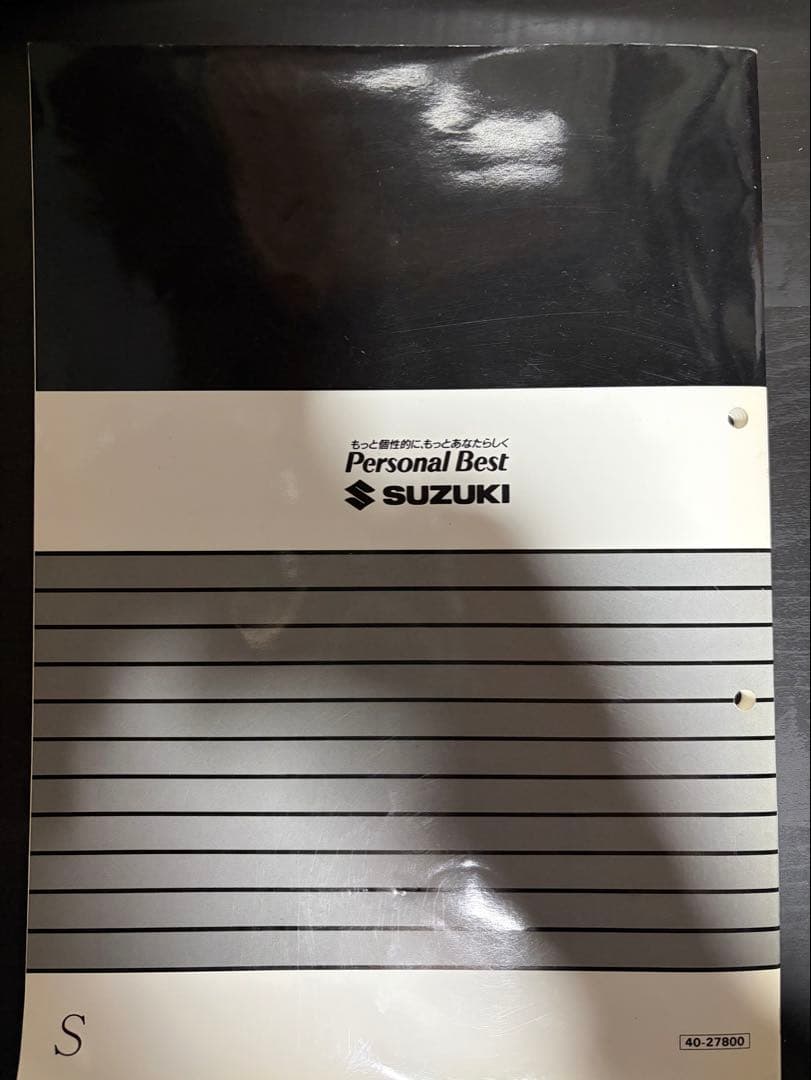 もっと個性的に、もっとあなたらしく
Personal Best
SUZUKI
S
40-27800